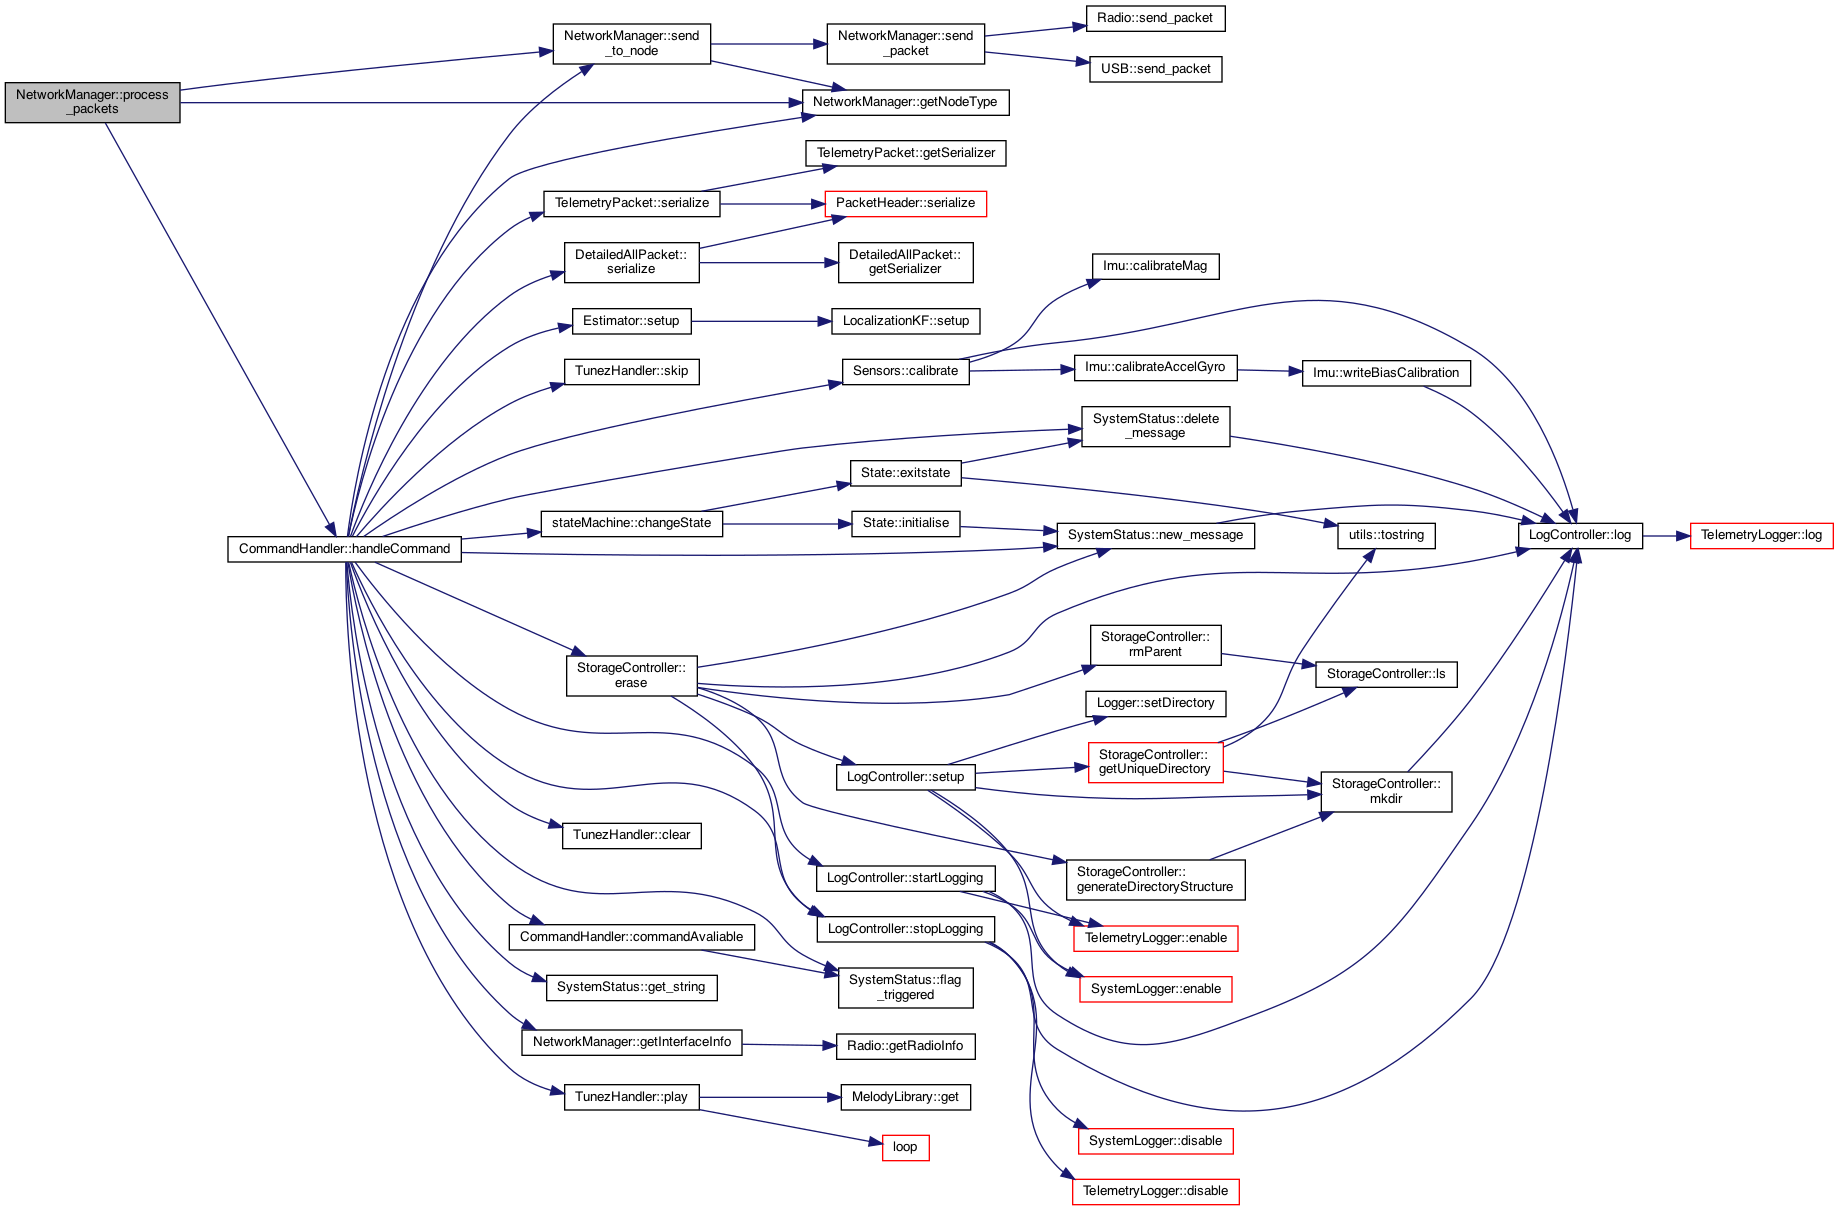 NetworkManager::process
_packets
NetworkManager::send
_to_node
NetworkManager::send
_packet
Radio::send_packet
USB::send_packet
NetworkManager::getNodeType
TelemetryPacket::getSerializer
TelemetryPacket::serialize
PacketHeader::serialize
DetailedAllPacket::
serialize
DetailedAllPacket::
getSerializer
Imu::calibrateMag
Estimator::setup
LocalizationKF::setup
TunezHandler::skip
Sensors::calibrate
Imu::calibrateAccelGyro
Imu::writeBiasCalibration
SystemStatus::delete
_message
State::exitstate
stateMachine::changeState
State::initialise
SystemStatus::new_message
utils::tostring
LogController::log
TelemetryLogger::log
CommandHandler::handleCommand
StorageController::
rmParent
StorageController::
erase
StorageController::ls
Logger::setDirectory
StorageController::
getUniqueDirectory
LogController::setup
StorageController::
mkdir
TunezHandler::clear
LogController::startLogging
StorageController::
generateDirectoryStructure
LogController::stopLogging
CommandHandler::commandAvaliable
TelemetryLogger::enable
SystemStatus::get_string
SystemStatus::flag
_triggered
SystemLogger::enable
NetworkManager::getInterfaceInfo
Radio::getRadioInfo
TunezHandler::play
MelodyLibrary::get
loop
SystemLogger::disable
TelemetryLogger::disable